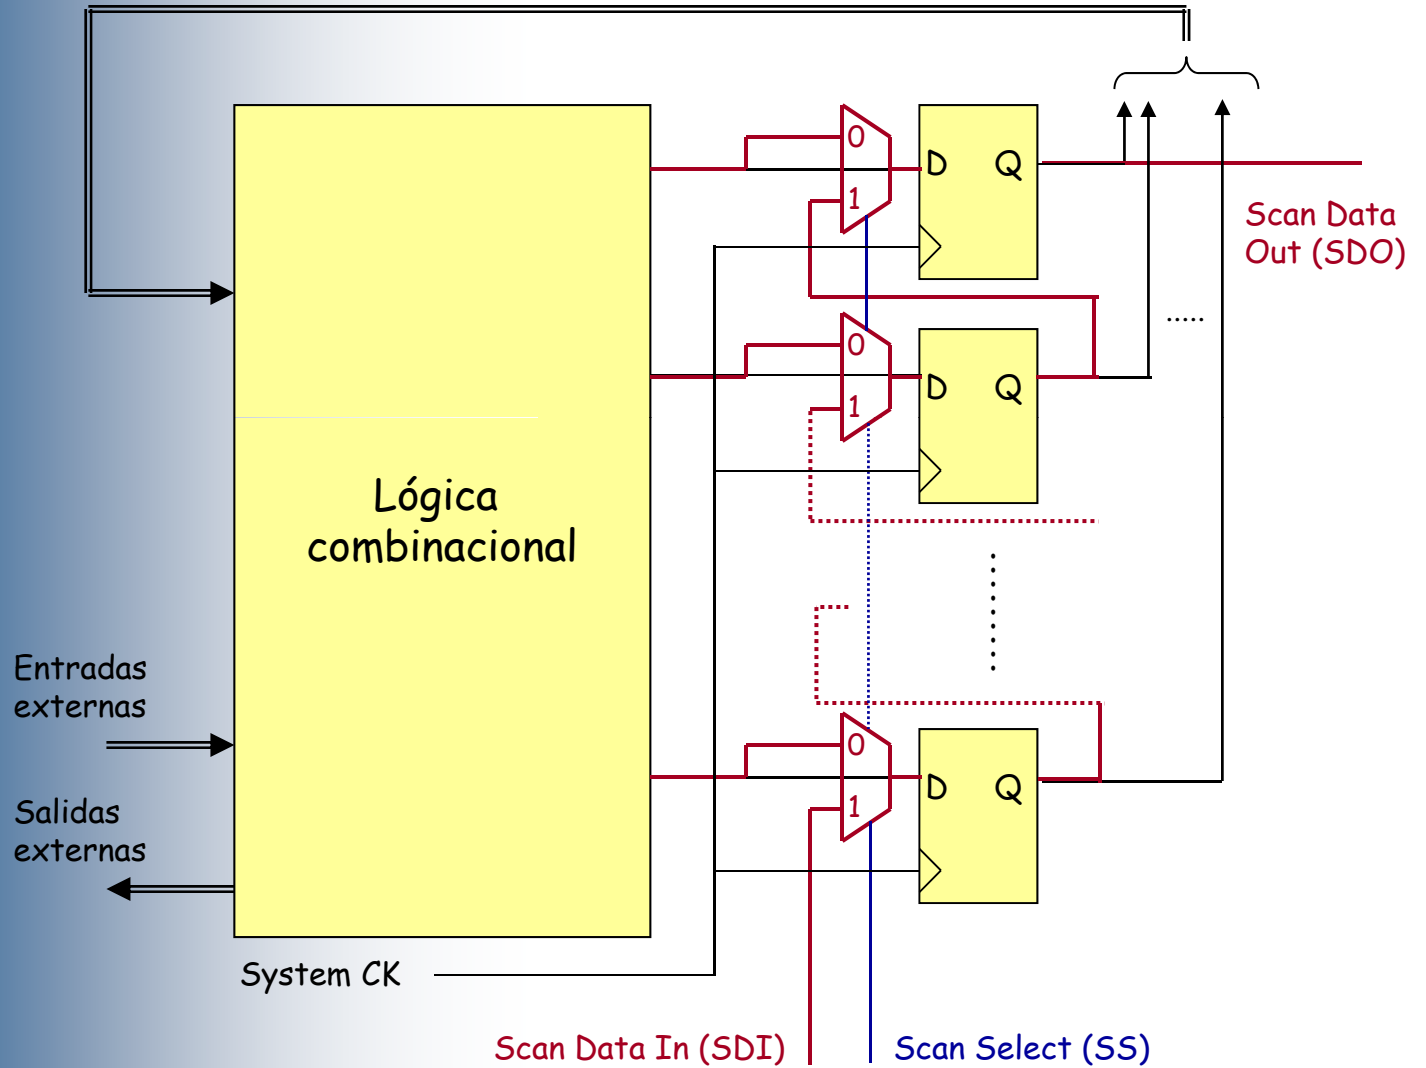 0
D
Q
1
Scan Data
Out (SDO)
.....
0
D
Q
1
Lógica
combinacional
Entradas
externas
0
D
Q
1
Salidas
externas
System CK
Scan Data In (SDI)
Scan Select (SS)